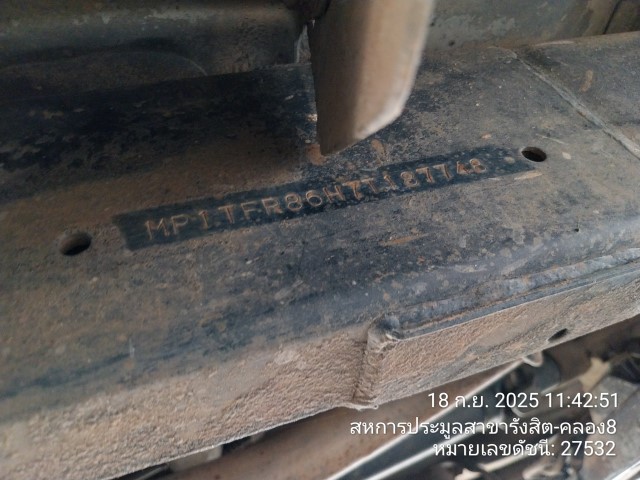 MP1TFR86H7T187748
18 ก.ย. 2025 11:42:51
สหการประมูลสาขารังสิต-คลอง8
หมายเลขดัชนี: 27532